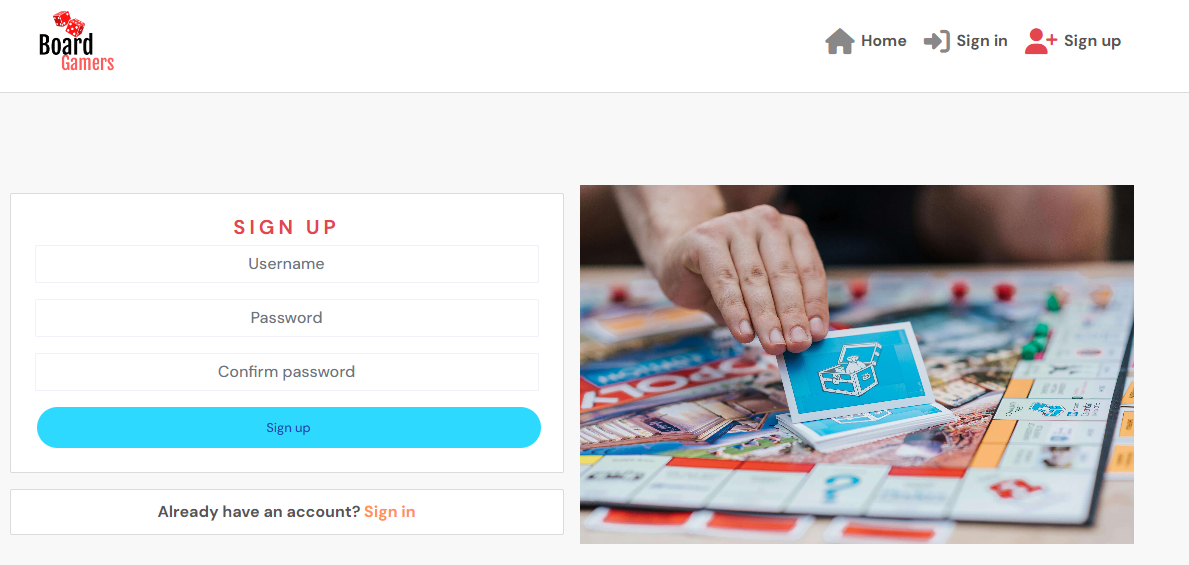 Board
Gamers
Home
Sign in
Sign up
SIGN UP
Username
Password
Confirm password
Sign up
Already have an account? Sign in